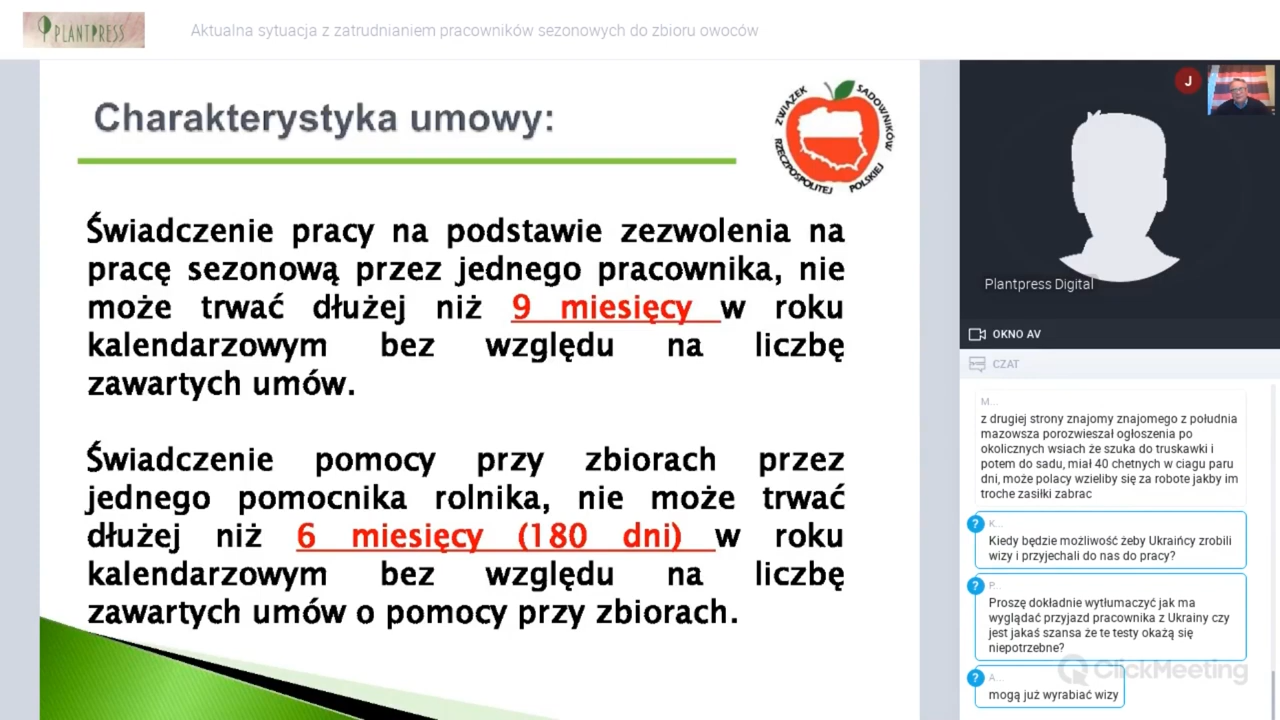 PLANTPRESS
Aktualna sytuacja z zatrudnianiem pracowników sezonowych do zbioru owoców
Charakterystyka umowy:
ZWIĄZEK SADOWNIKÓW
RZECZPOSPOLITEJ POLSKIEJ
Świadczenie pracy na podstawie zezwolenia na
pracę sezonową przez jednego pracownika, nie
może trwać dłużej niż 9 miesięcy w roku
kalendarzowym bez względu na liczbę
zawartych umów.
Świadczenie pomocy przy zbiorach przez
jednego pomocnika rolnika, nie może trwać
dłużej niż 6 miesięcy (180 dni) w roku
kalendarzowym bez względu na liczbę
zawartych umów o pomocy przy zbiorach.
J
Plantpress Digital
OKNO AV
CZAT
M...
z drugiej strony znajomy znajomego z południa
mazowsza porozwieszał ogłoszenia po
okolicznych wsiach że szuka do truskawki i
potem do sadu, miał 40 chetnych w ciagu paru
dni, może polacy wzieliby się za robote jakby im
troche zasiłki zabrac
?
K...
Kiedy będzie możliwość żeby Ukraińcy zrobili
wizy i przyjechali do nas do pracy?
?
P...
Proszę dokładnie wytłumaczyć jak ma
wyglądać przyjazd pracownika z Ukrainy czy
jest jakaś szansa że te testy okażą się
niepotrzebne?
ClickMeeting
?
A...
mogą już wyrabiać wizy